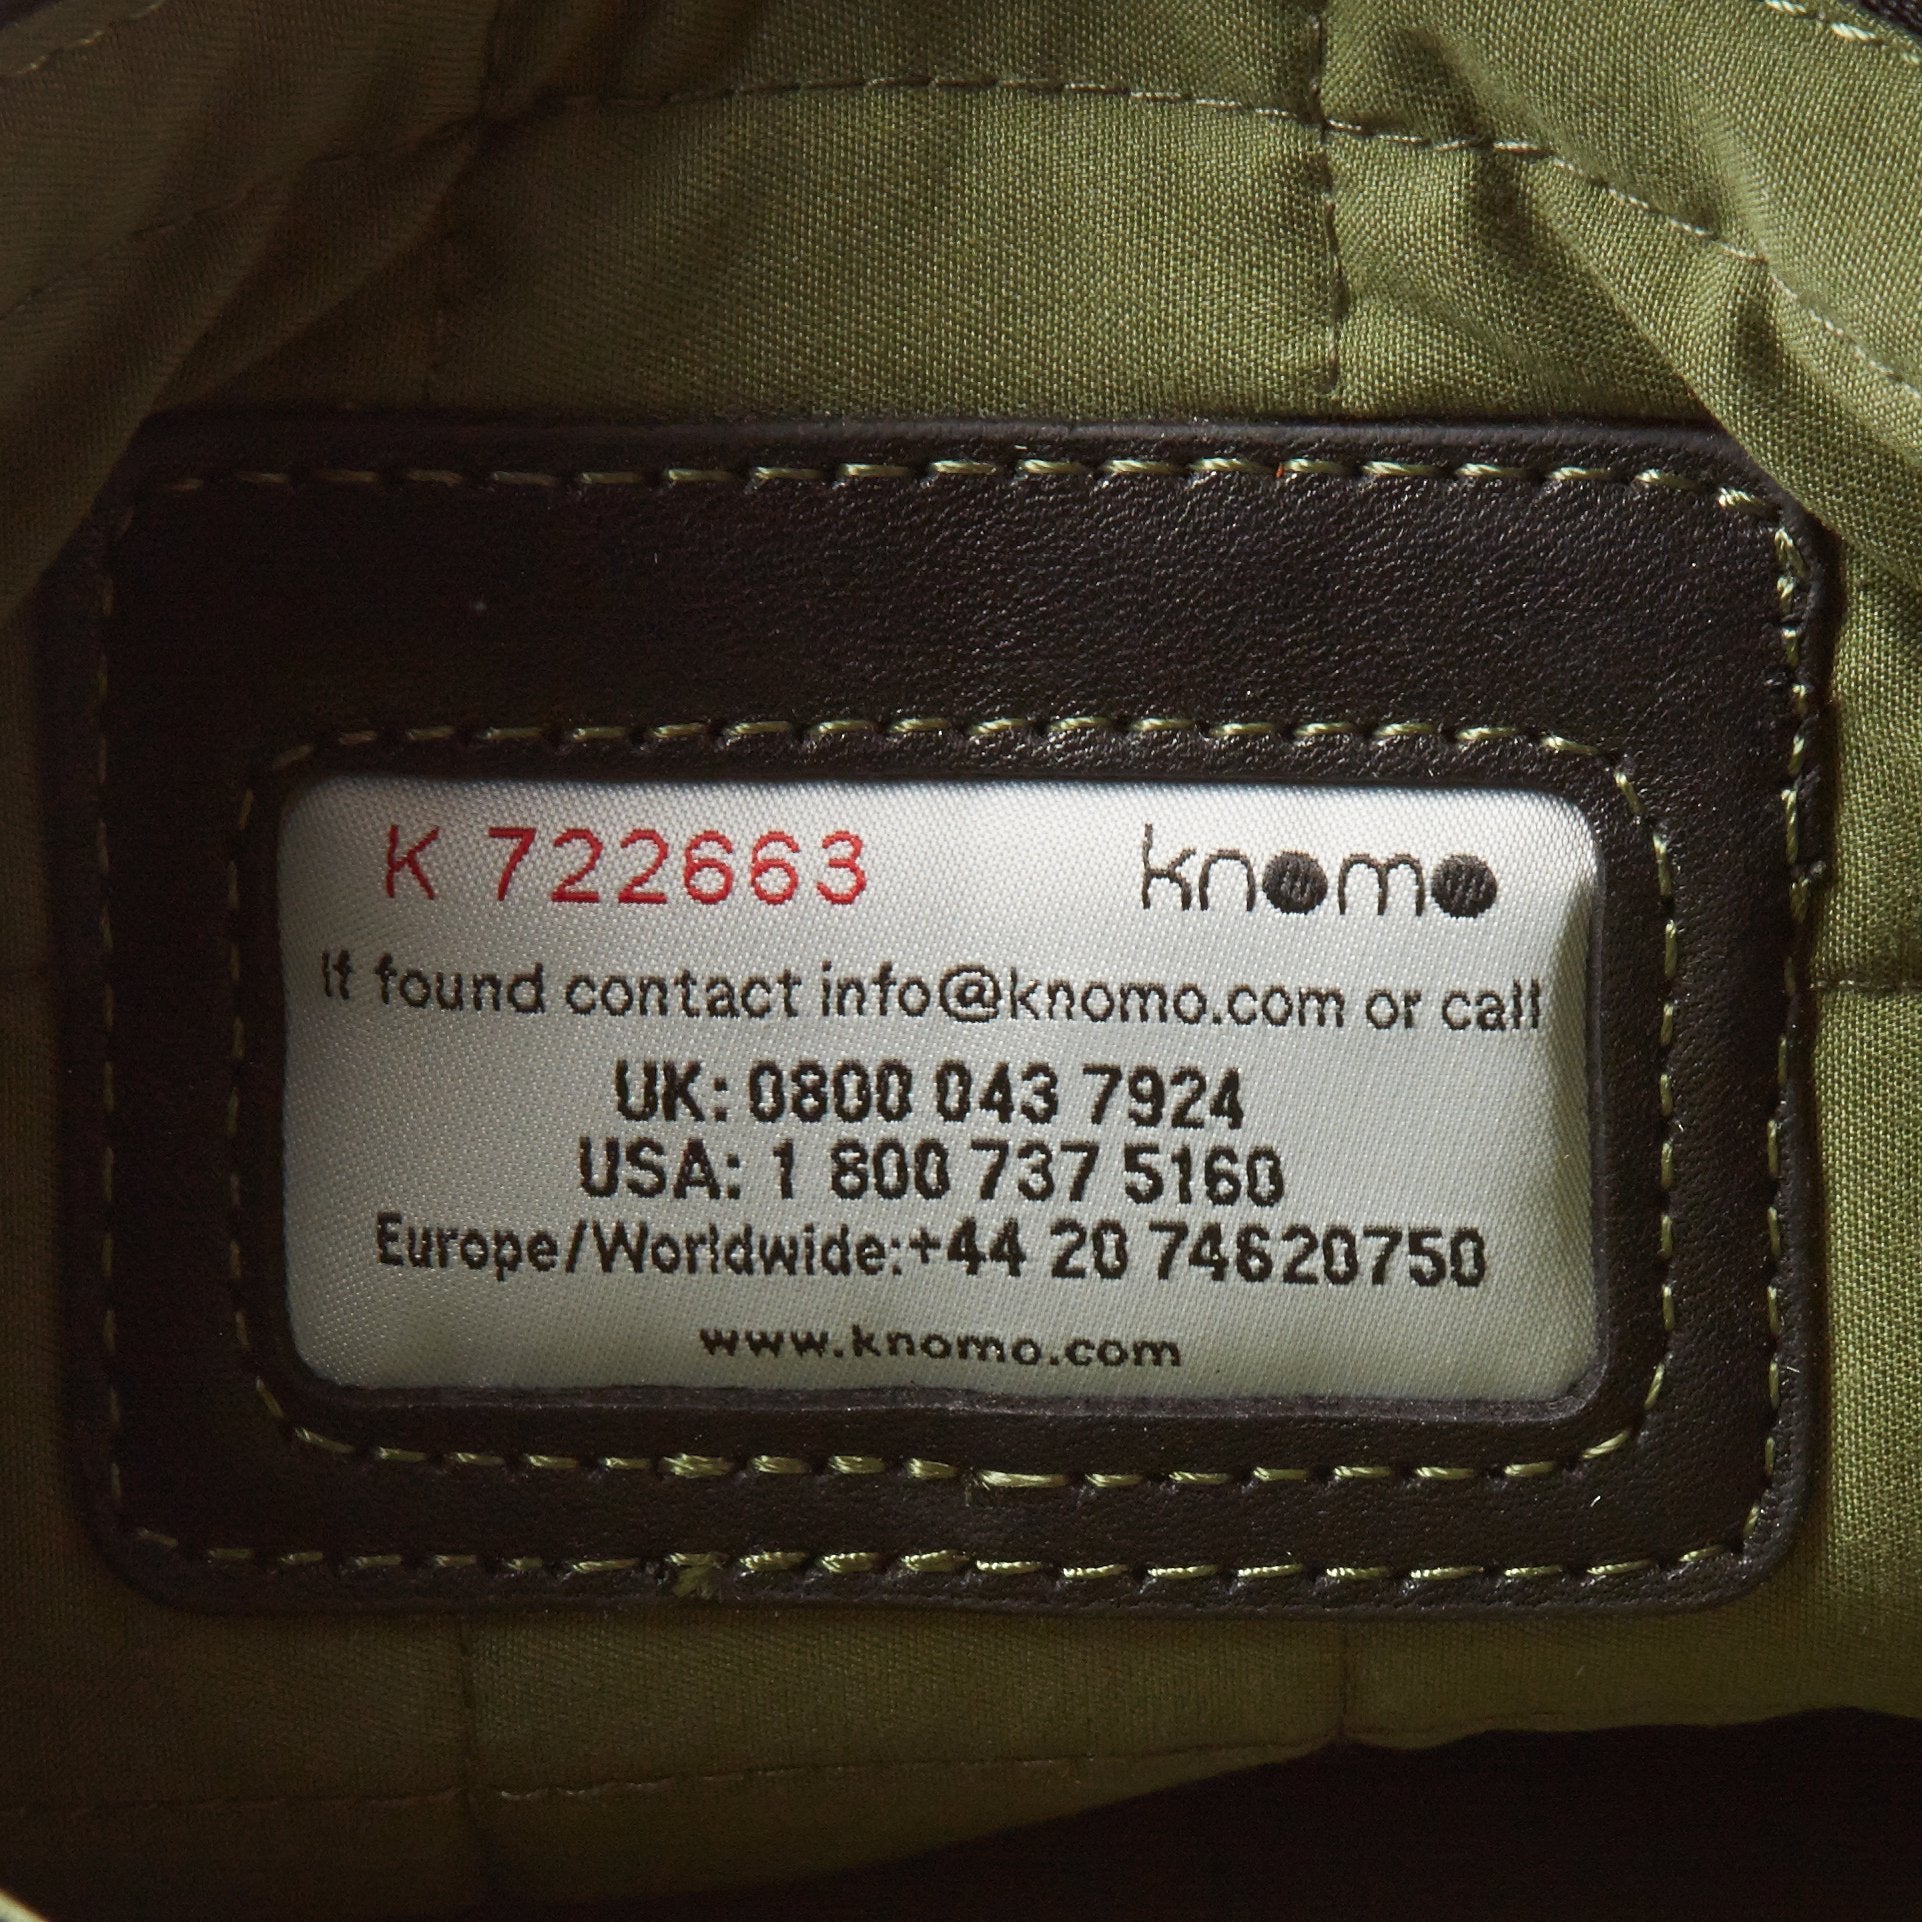 K 722663 knomo
If found contact info@knomo.com or call
UK: 0800 043 7924
USA: 1 800 737 5160
Europe/Worldwide:+44 20 74620750
www.knomo.com